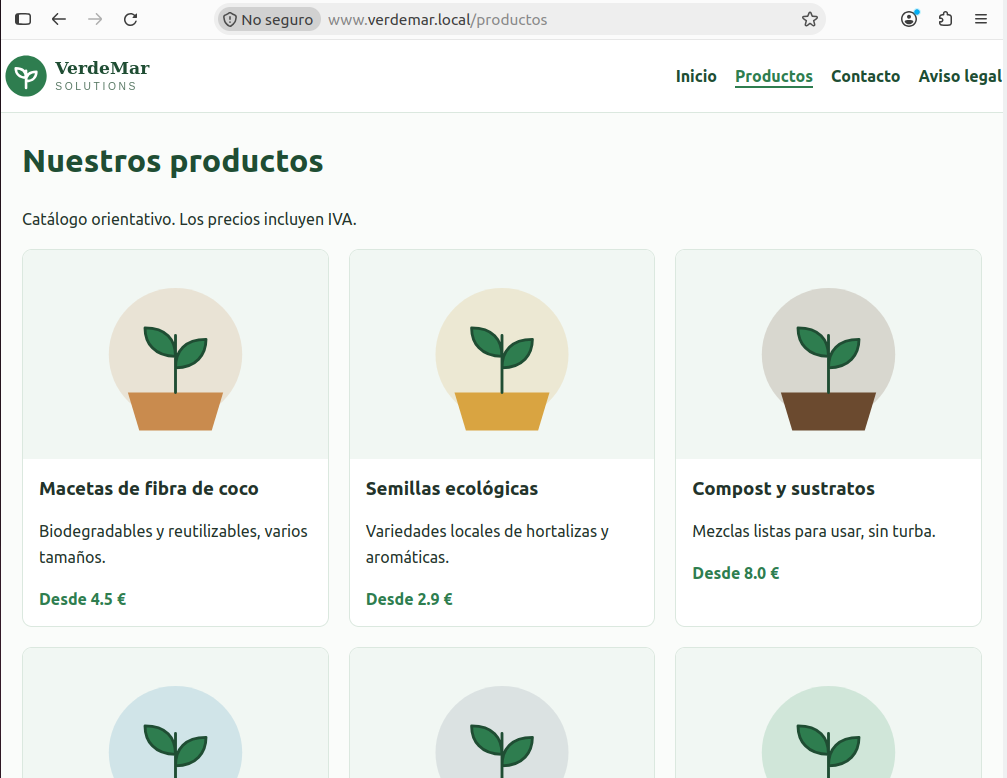 No seguro www.verdemar.local/productos
VerdeMar
SOLUTIONS
Inicio Productos Contacto Aviso legal
Nuestros productos
Catálogo orientativo. Los precios incluyen IVA.
Macetas de fibra de coco
Biodegradables y reutilizables, varios
tamaños.
Desde 4.5 €
Semillas ecológicas
Variedades locales de hortalizas y
aromáticas.
Desde 2.9 €
Compost y sustratos
Mezclas listas para usar, sin turba.
Desde 8.0 €